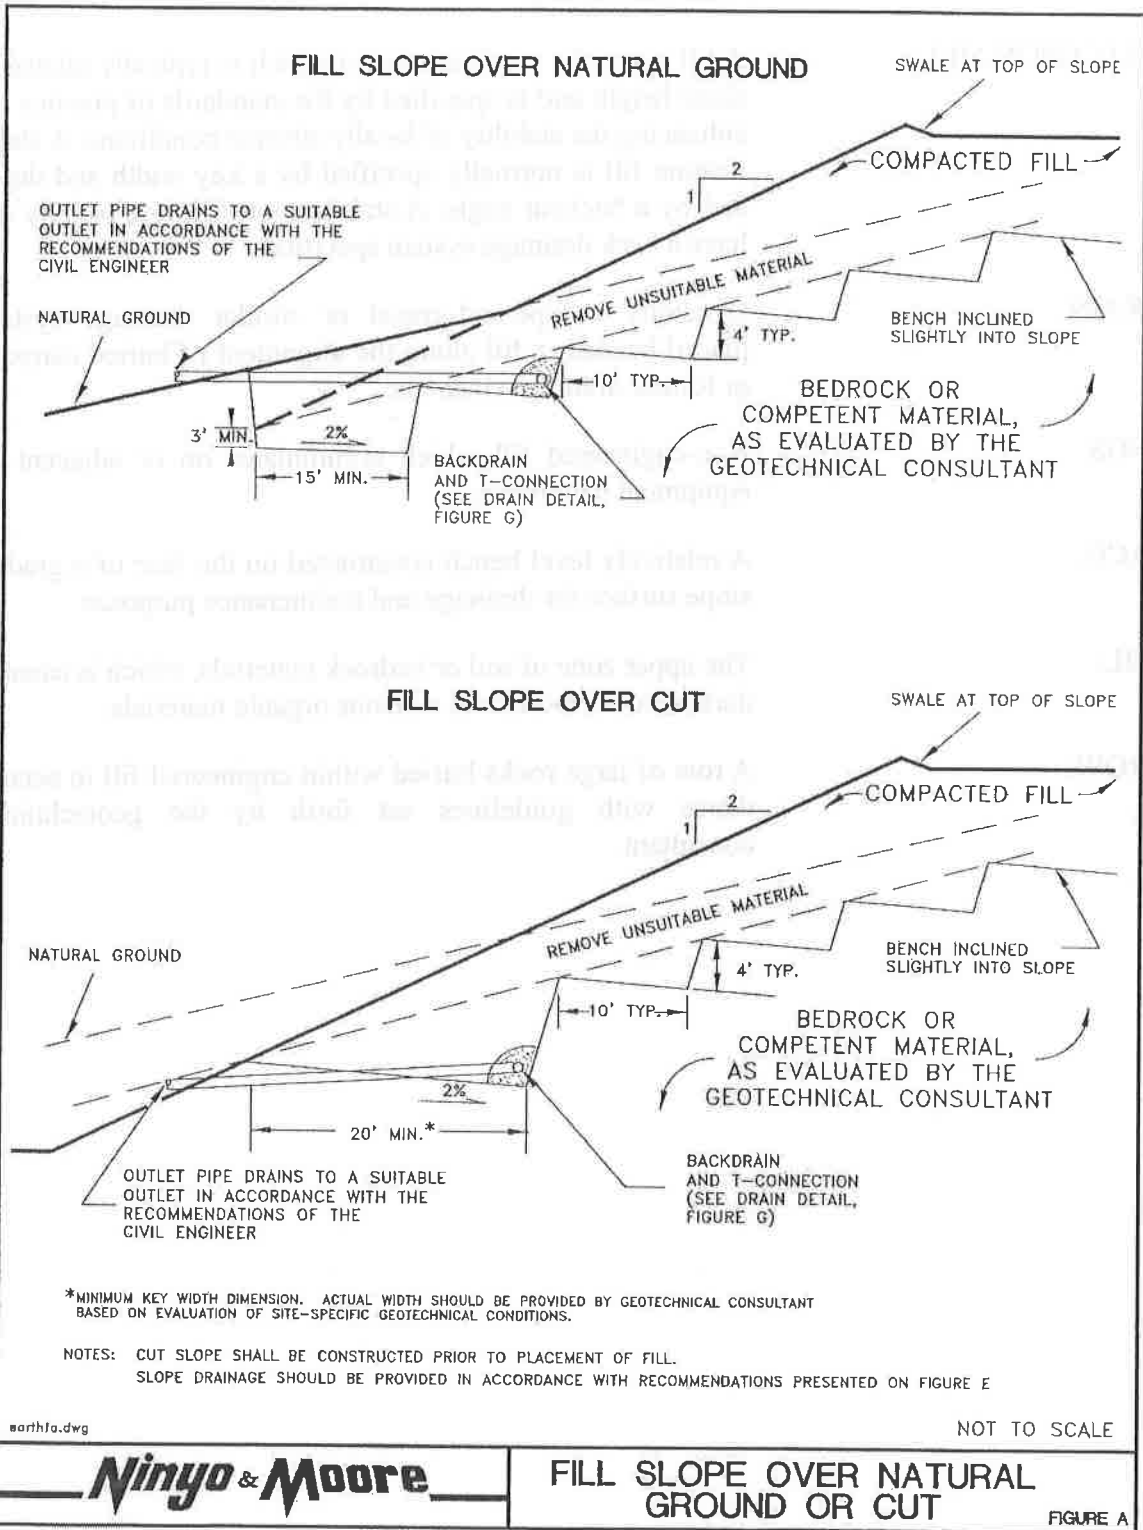 FILL SLOPE OVER NATURAL GROUND
SWALE AT TOP OF SLOPE
COMPACTED FILL
2
1
OUTLET PIPE DRAINS TO A SUITABLE
OUTLET IN ACCORDANCE WITH THE
RECOMMENDATIONS OF THE
CIVIL ENGINEER
REMOVE UNSUITABLE MATERIAL
NATURAL GROUND
4' TYP.
BENCH INCLINED
SLIGHTLY INTO SLOPE
10' TYP.
BEDROCK OR
COMPETENT MATERIAL,
AS EVALUATED BY THE
GEOTECHNICAL CONSULTANT
3' MIN.
2%
15' MIN.
BACKDRAIN
AND T-CONNECTION
(SEE DRAIN DETAIL,
FIGURE G)
FILL SLOPE OVER CUT
SWALE AT TOP OF SLOPE
COMPACTED FILL
2
1
REMOVE UNSUITABLE MATERIAL
NATURAL GROUND
4' TYP.
BENCH INCLINED
SLIGHTLY INTO SLOPE
10' TYP.
BEDROCK OR
COMPETENT MATERIAL,
AS EVALUATED BY THE
GEOTECHNICAL CONSULTANT
2%
20' MIN.*
OUTLET PIPE DRAINS TO A SUITABLE
OUTLET IN ACCORDANCE WITH THE
RECOMMENDATIONS OF THE
CIVIL ENGINEER
BACKDRAIN
AND T-CONNECTION
(SEE DRAIN DETAIL,
FIGURE G)
*MINIMUM KEY WIDTH DIMENSION. ACTUAL WIDTH SHOULD BE PROVIDED BY GEOTECHNICAL CONSULTANT
BASED ON EVALUATION OF SITE-SPECIFIC GEOTECHNICAL CONDITIONS.
NOTES: CUT SLOPE SHALL BE CONSTRUCTED PRIOR TO PLACEMENT OF FILL.
SLOPE DRAINAGE SHOULD BE PROVIDED IN ACCORDANCE WITH RECOMMENDATIONS PRESENTED ON FIGURE E
earthfa.dwg
NOT TO SCALE
Ninyo & Moore
FILL SLOPE OVER NATURAL
GROUND OR CUT
FIGURE A